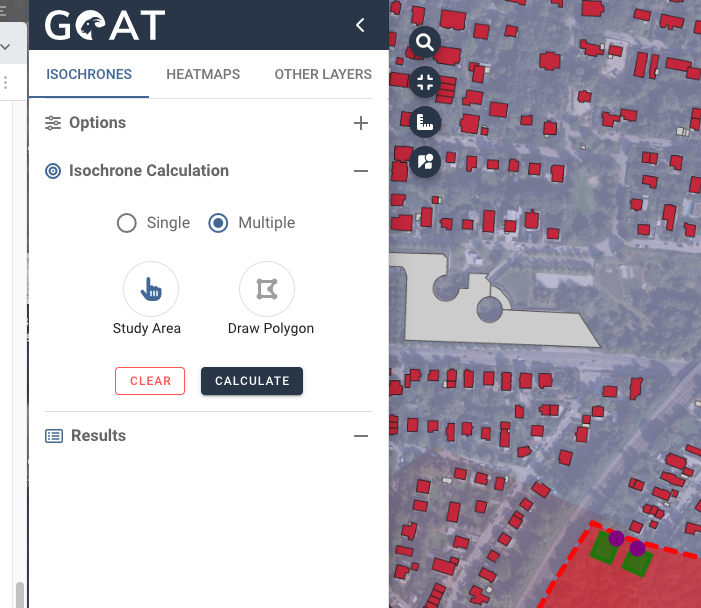 GOAT
ISOCHRONES HEATMAPS OTHER LAYERS
Options
Isochrone Calculation
Single Multiple
Study Area Draw Polygon
CLEAR CALCULATE
Results